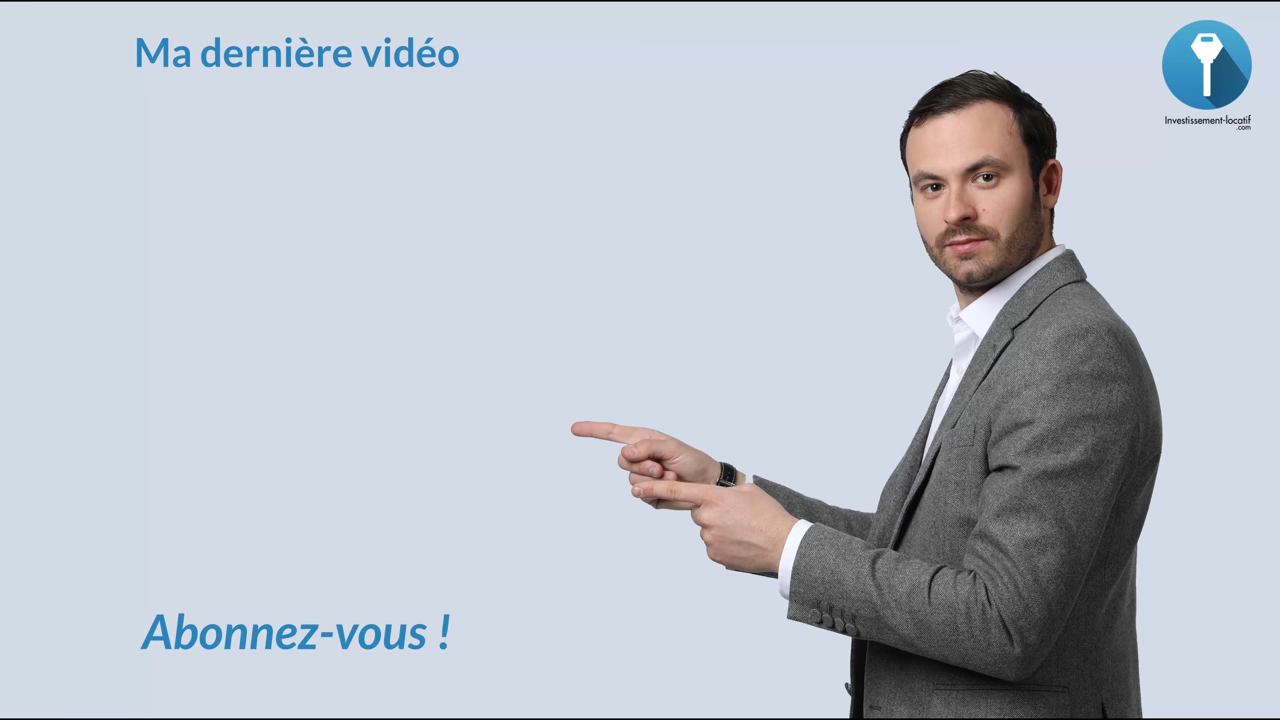 Ma dernière vidéo
Investissement-locatif
.com
Abonnez-vous !